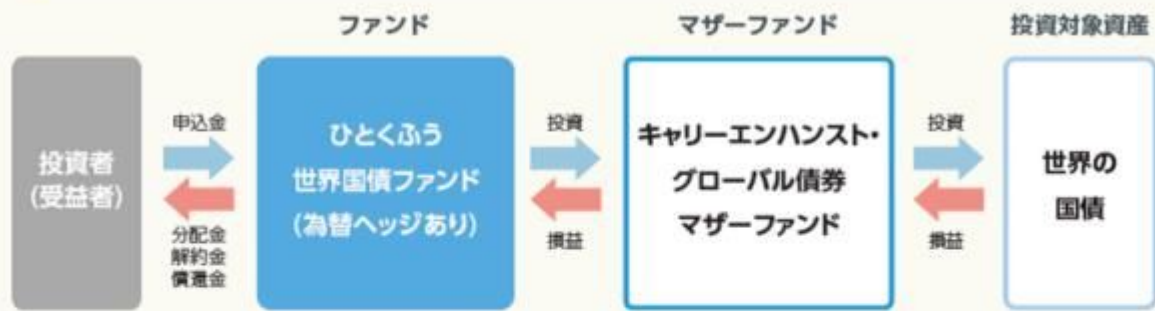 ファンド
マザーファンド
投資対象資産
投資者
(受益者)
申込金
分配金
解約金
償還金
ひとくふう
世界国債ファンド
(為替ヘッジあり)
投資
損益
キャリーエンハンスト・
グローバル債券
マザーファンド
投資
損益
世界の
国債